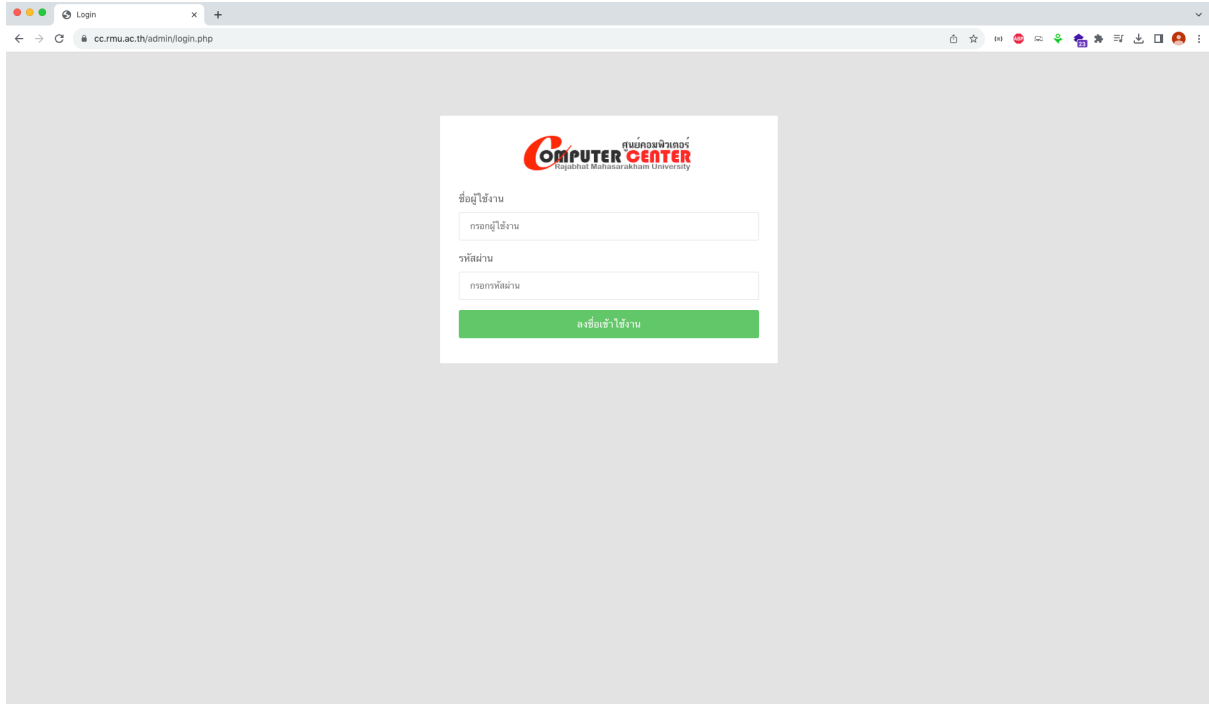 Login
cc.rmu.ac.th/admin/login.php
ABP
23
ศูนย์คอมพิวเตอร์
COMPUTER CENTER
Rajabhat Mahasarakham University
ชื่อผู้ใช้งาน
กรอกผู้ใช้งาน
รหัสผ่าน
กรอกรหัสผ่าน
ลงชื่อเข้าใช้งาน